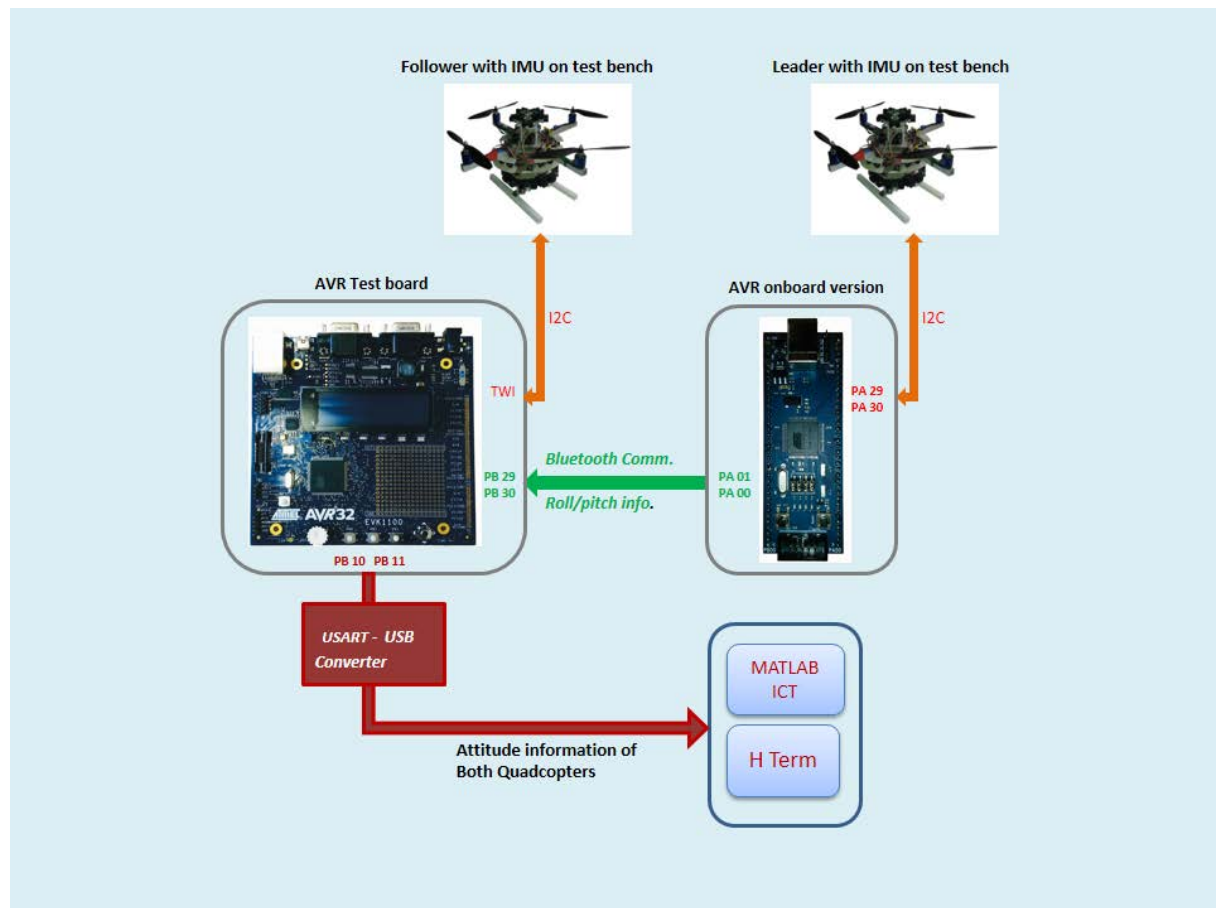 Follower with IMU on test bench
Leader with IMU on test bench
AVR Test board
AVR onboard version
I2C
I2C
TWI
PA 29
PA 30
Bluetooth Comm.
PB 29
PB 30
PA 01
PA 00
Roll/pitch info.
ATMEL AVR32
EVK1100
PB 10 PB 11
USART - USB
Converter
MATLAB
ICT
H Term
Attitude information of
Both Quadcopters